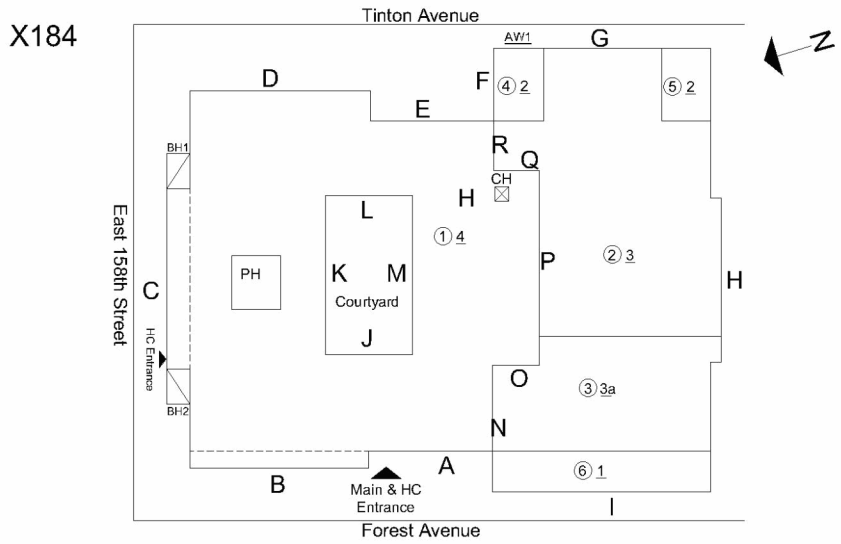 Tinton Avenue
X184
AW1
G
N
D
F
④ 2
⑤ 2
E
BH1
R
Q
CH
H
L
① 4
East 158th Street
C
PH
K
M
P
② 3
H
Courtyard
J
HC Entrance
O
③ 3a
BH2
N
A
⑥ 1
B
Main & HC
Entrance
I
Forest Avenue